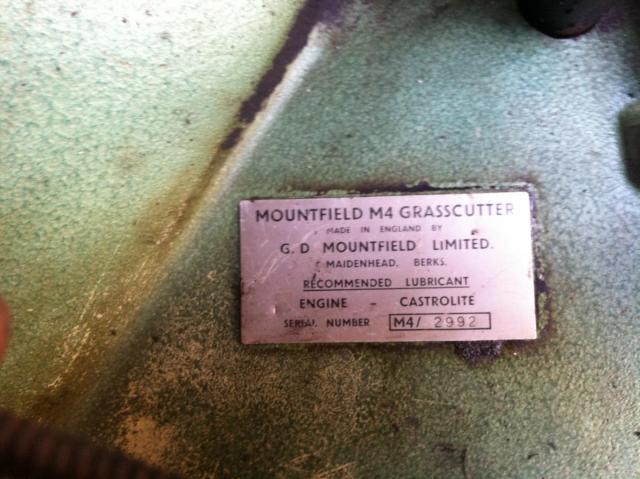 MOUNTFIELD M4 GRASSCUTTER
MADE IN ENGLAND BY
G. D MOUNTFIELD LIMITED.
MAIDENHEAD. BERKS.
RECOMMENDED LUBRICANT
ENGINE - CASTROLITE
SERIAL NUMBER M4/ 2992